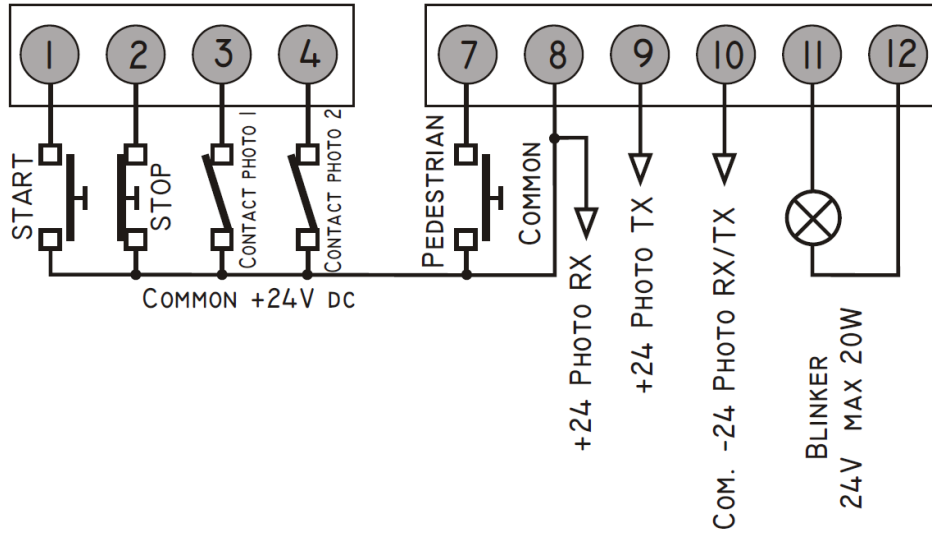 1 2 3 4 7 8 9 10 11 12
START
STOP
CONTACT PHOTO 1
CONTACT PHOTO 2
PEDESTRIAN
COMMON
COMMON +24V DC
+24 PHOTO RX
+24 PHOTO TX
COM. -24 PHOTO RX/TX
BLINKER
24V MAX 20W